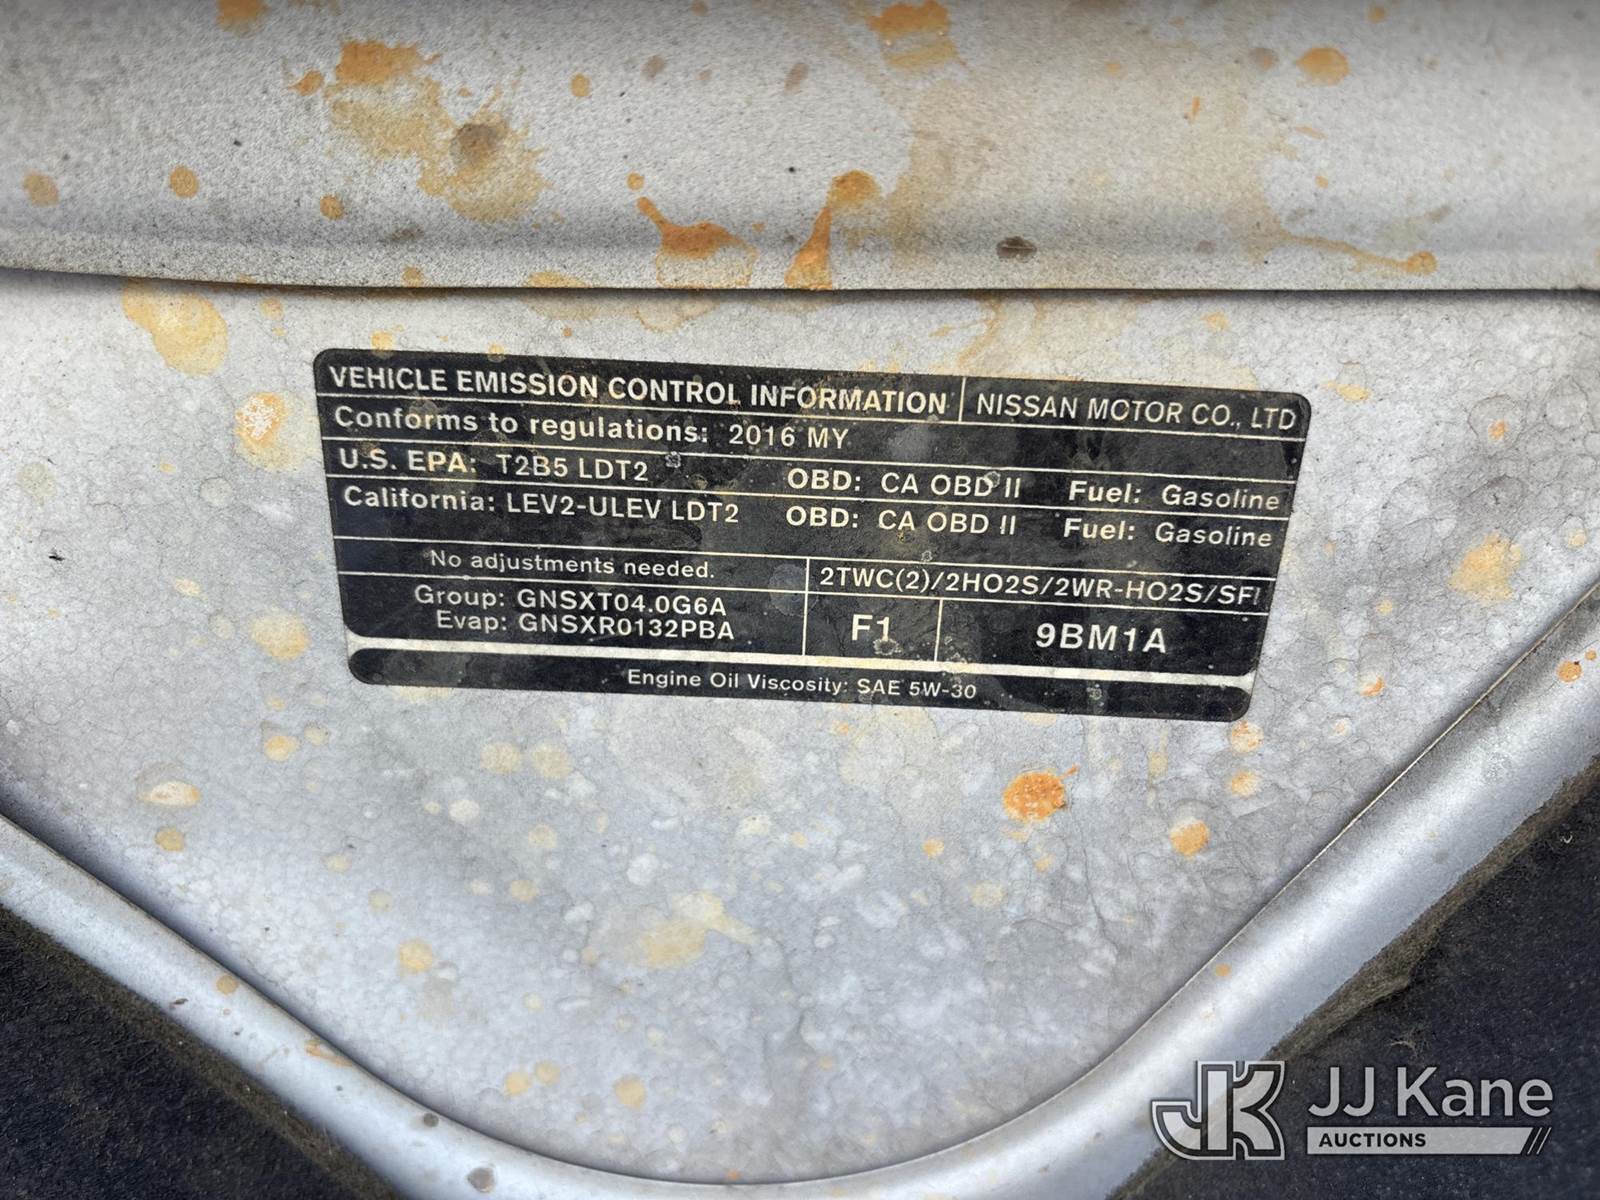 VEHICLE EMISSION CONTROL INFORMATION NISSAN MOTOR CO., LTD
Conforms to regulations: 2016 MY
U.S. EPA: T2B5 LDT2 OBD: CA OBD II Fuel: Gasoline
California: LEV2-ULEV LDT2 OBD: CA OBD II Fuel: Gasoline
No adjustments needed.
2TWC(2)/2HO2S/2WR-HO2S/SFI
Group: GNSXT04.0G6A
Evap: GNSXR0132PBA
F1 9BM1A
Engine Oil Viscosity: SAE 5W-30
JK JJ Kane
AUCTIONS